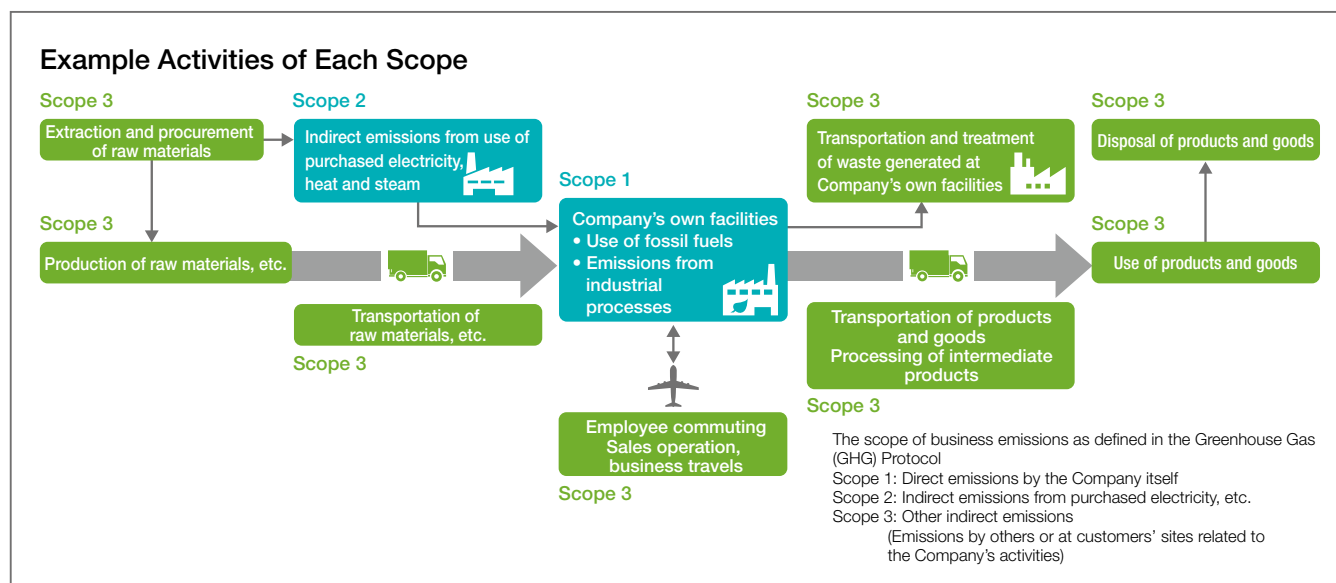 Example Activities of Each Scope
Scope 3
Extraction and procurement
of raw materials
Scope 2
Indirect emissions from use of
purchased electricity,
heat and steam
Scope 3
Production of raw materials, etc.
Transportation of
raw materials, etc.
Scope 3
Scope 1
Company's own facilities
• Use of fossil fuels
• Emissions from
industrial
processes
Employee commuting
Sales operation,
business travels
Scope 3
Scope 3
Transportation and treatment
of waste generated at
Company's own facilities
Transportation of products
and goods
Processing of intermediate
products
Scope 3
Scope 3
Disposal of products and goods
Scope 3
Use of products and goods
The scope of business emissions as defined in the Greenhouse Gas
(GHG) Protocol
Scope 1: Direct emissions by the Company itself
Scope 2: Indirect emissions from purchased electricity, etc.
Scope 3: Other indirect emissions
(Emissions by others or at customers' sites related to
the Company's activities)